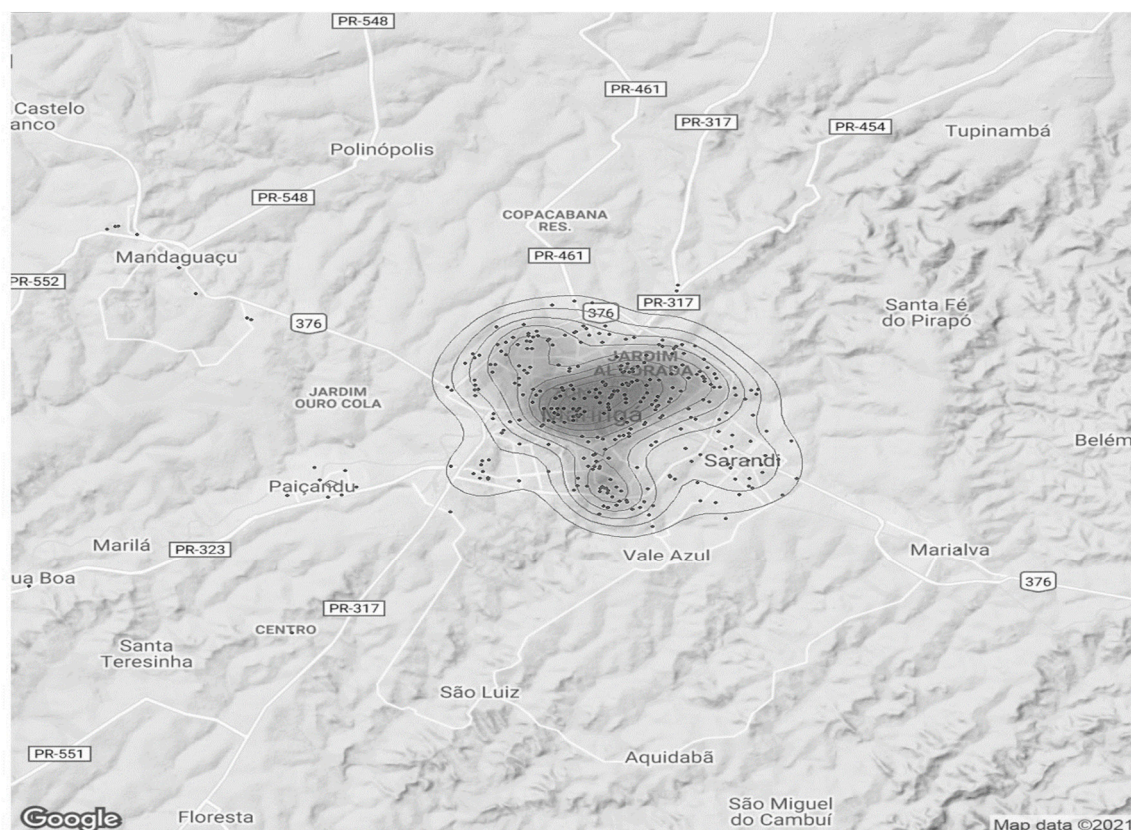 PR-548
PR-461
PR-317
PR-454
Castelo
anco
Tupinambá
Polinópolis
PR-548
COPACABANA
RES.
Mandaguaçu
PR-461
PR-552
PR-317
Santa Fé
do Pirapó
376
376
JARDIM
ALVORADA
JARDIM
OURO COLA
Maringá
Belém
Sarandi
Paiçandu
Marilá
PR-323
Vale Azul
Marialva
ua Boa
376
PR-317
CENTRO
Santa
Teresinha
São Luiz
PR-551
Aquidabã
São Miguel
do Cambuí
Floresta
Google
Map data ©2021